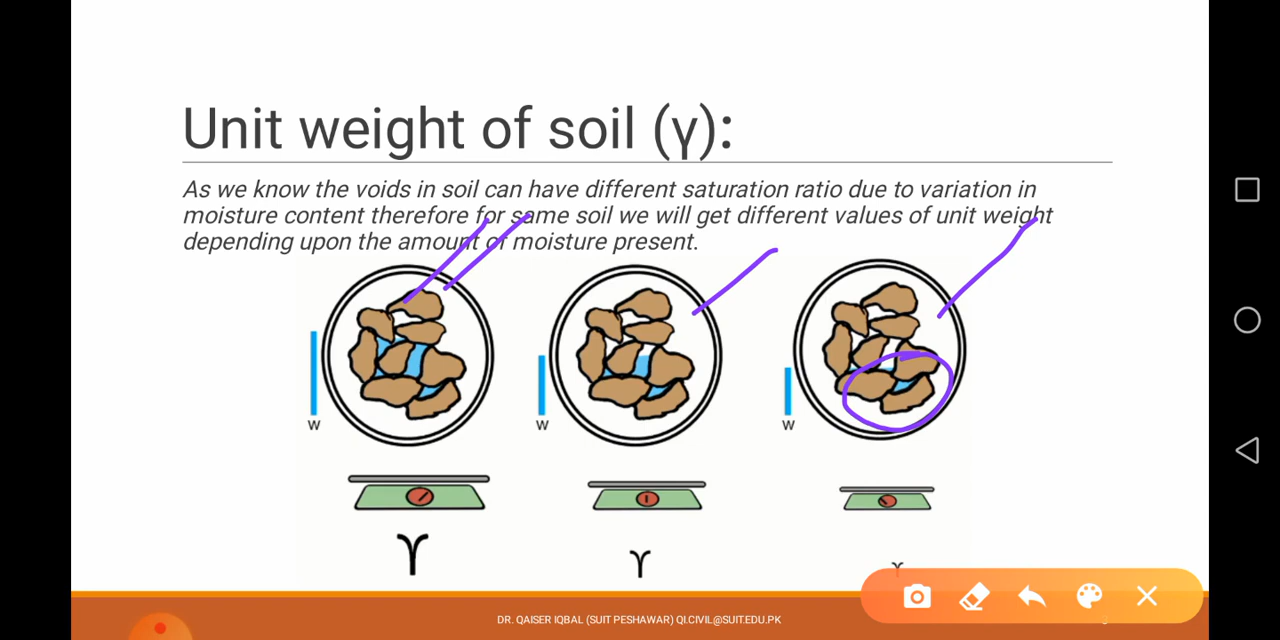 Unit weight of soil (γ):
As we know the voids in soil can have different saturation ratio due to variation in
moisture content therefore for same soil we will get different values of unit weight
depending upon the amount of moisture present.
w w w
γ γ γ
DR. QAISER IQBAL (SUIT PESHAWAR) QI.CIVIL@SUIT.EDU.PK